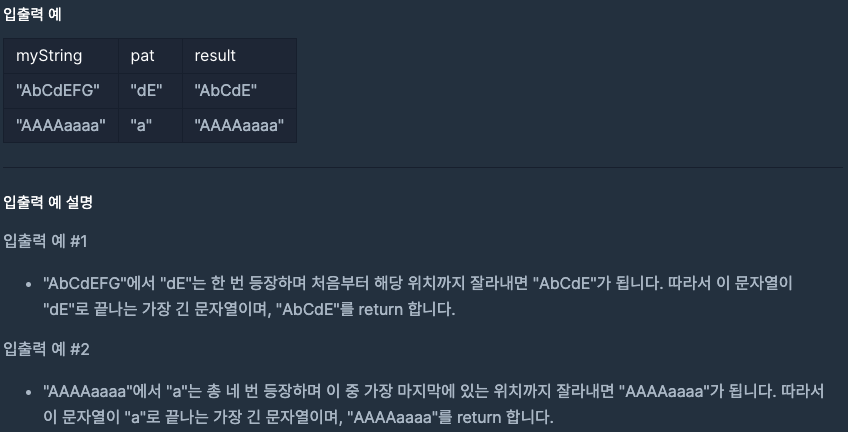 입출력 예
myString pat result
"AbCdEFG" "dE" "AbCdE"
"AAAAaaaa" "a" "AAAAaaaa"
입출력 예 설명
입출력 예 #1
• "AbCdEFG"에서 "dE"는 한 번 등장하며 처음부터 해당 위치까지 잘라내면 "AbCdE"가 됩니다. 따라서 이 문자열이
"dE"로 끝나는 가장 긴 문자열이며, "AbCdE"를 return 합니다.
입출력 예 #2
• "AAAAaaaa"에서 "a"는 총 네 번 등장하며 이 중 가장 마지막에 있는 위치까지 잘라내면 "AAAAaaaa"가 됩니다. 따라서
이 문자열이 "a"로 끝나는 가장 긴 문자열이며, "AAAAaaaa"를 return 합니다.